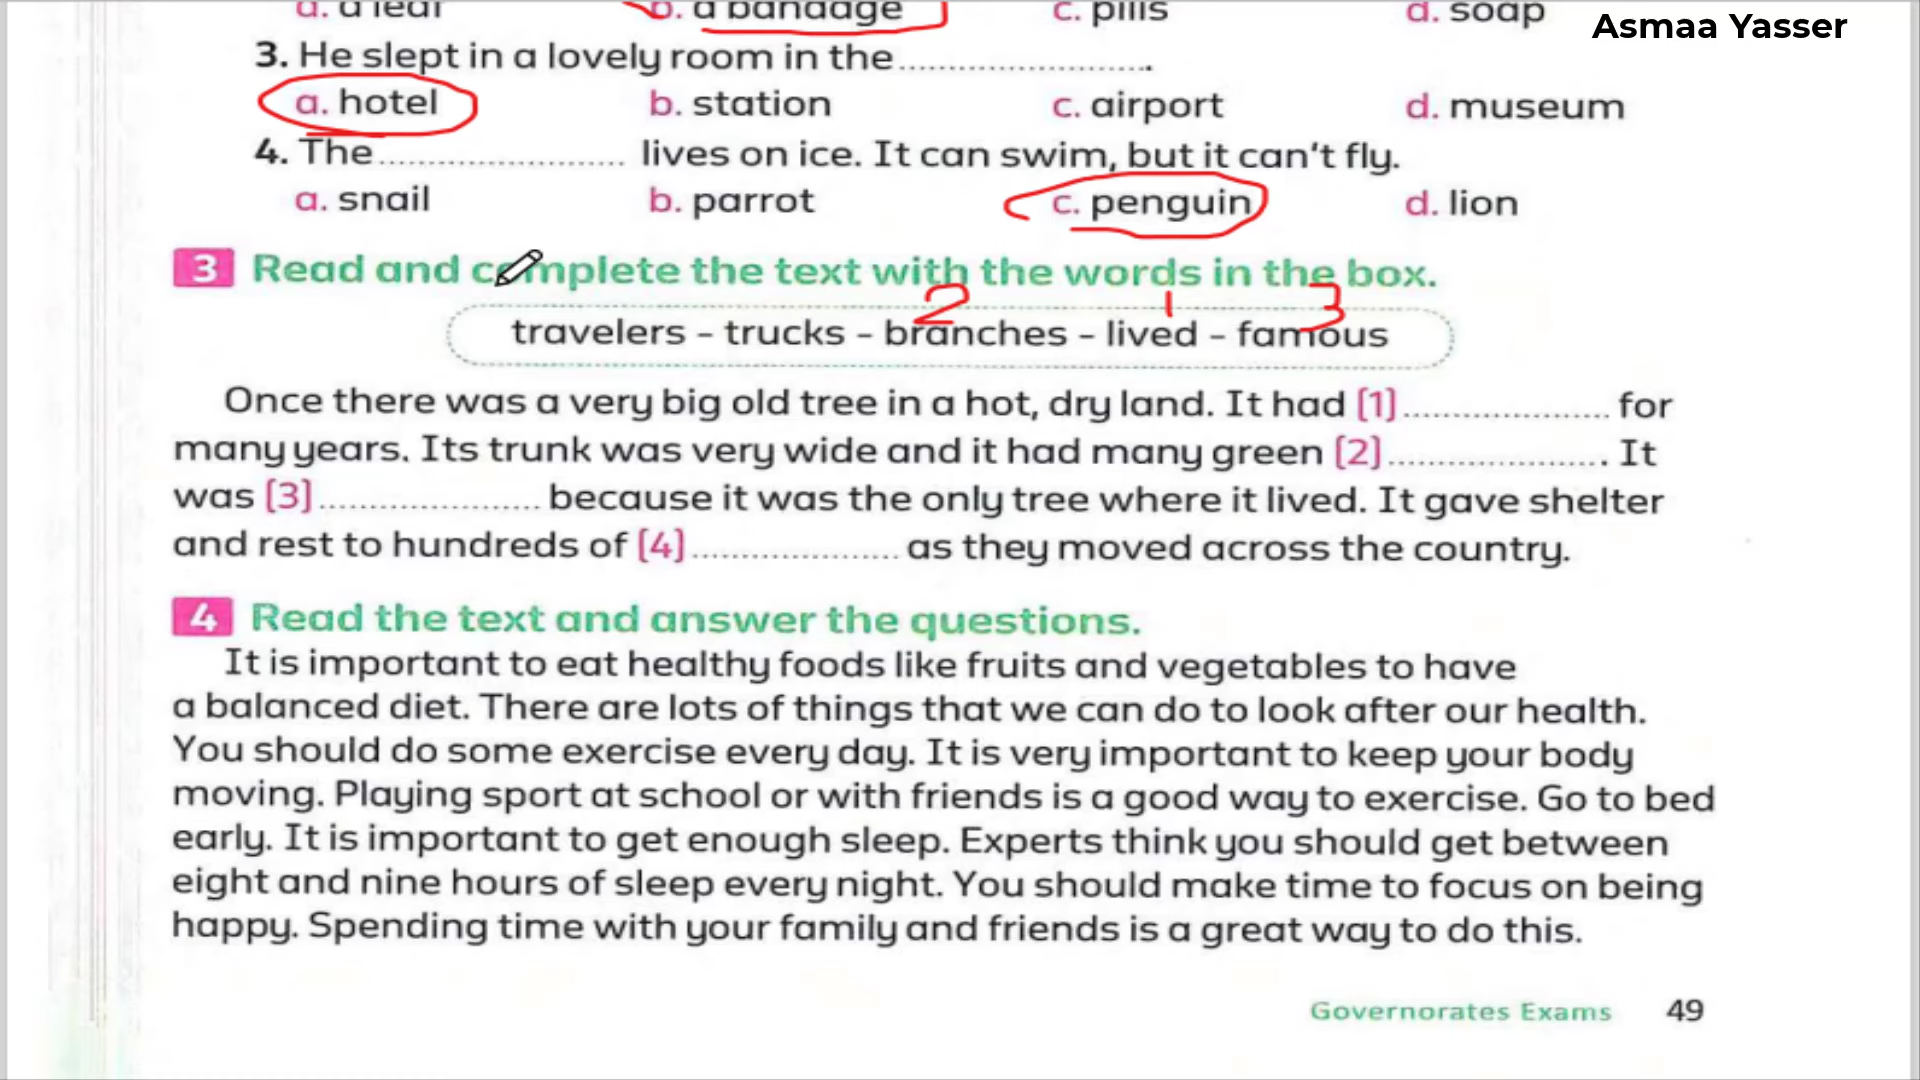 a. a leaf b. a bandage c. pills d. soap
Asmaa Yasser
3. He slept in a lovely room in the ........................ .
a. hotel b. station c. airport d. museum
4. The ........................ lives on ice. It can swim, but it can't fly.
a. snail b. parrot c. penguin d. lion
3 Read and complete the text with the words in the box.
2 1 3
travelers - trucks - branches - lived - famous
Once there was a very big old tree in a hot, dry land. It had [1] .................... for
many years. Its trunk was very wide and it had many green [2] .................... . It
was [3] .................... because it was the only tree where it lived. It gave shelter
and rest to hundreds of [4] .................... as they moved across the country.
4 Read the text and answer the questions.
It is important to eat healthy foods like fruits and vegetables to have
a balanced diet. There are lots of things that we can do to look after our health.
You should do some exercise every day. It is very important to keep your body
moving. Playing sport at school or with friends is a good way to exercise. Go to bed
early. It is important to get enough sleep. Experts think you should get between
eight and nine hours of sleep every night. You should make time to focus on being
happy. Spending time with your family and friends is a great way to do this.
Governorates Exams 49